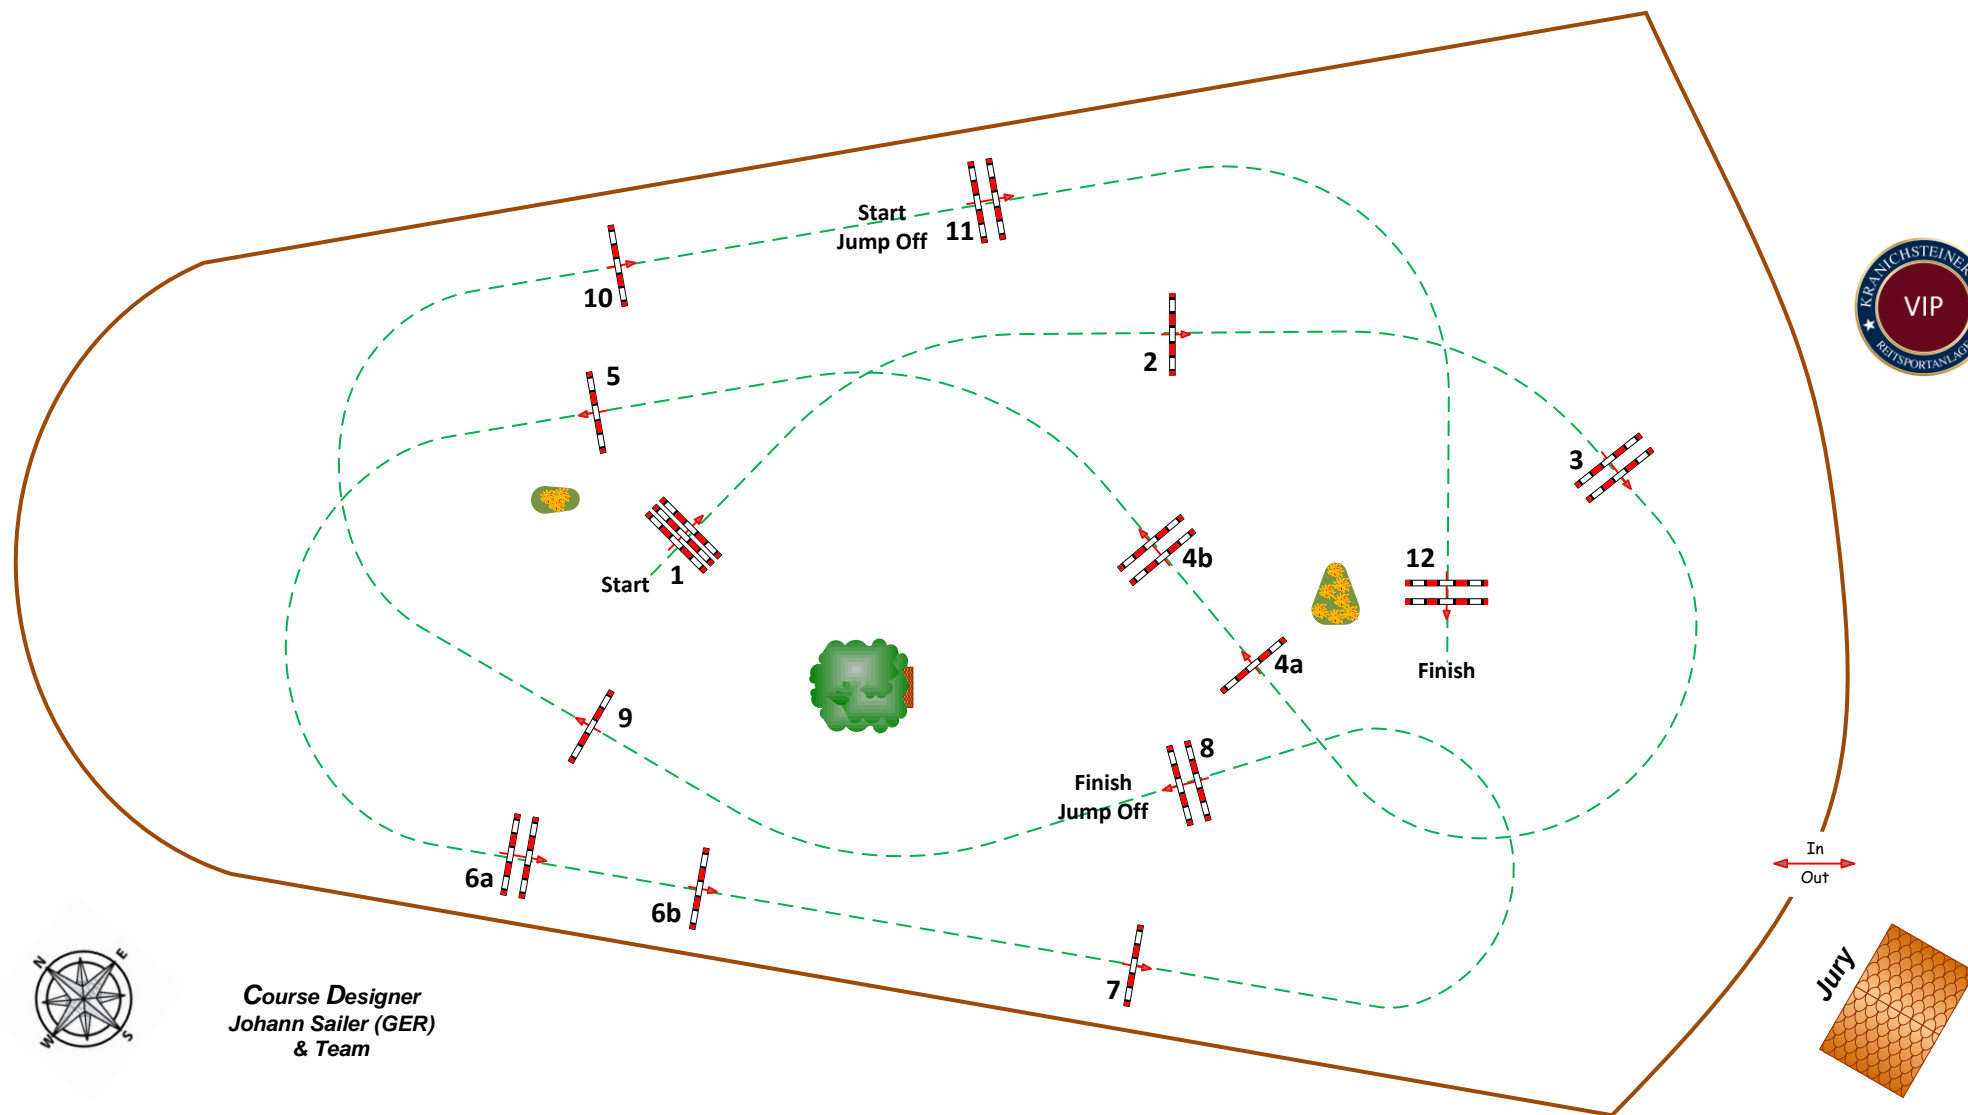 Start
Jump Off
11
10
2
KRANICHSTEINER
VIP
REITSPORTANLAGE
5
3
4b
12
Start
1
4a
Finish
9
8
Finish
Jump Off
In
Out
6a
6b
7
N
E
W
S
Jury
Course Designer
Johann Sailer (GER)
& Team